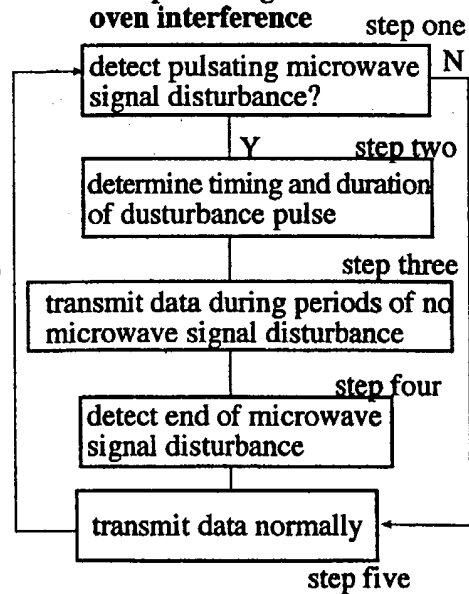 oven interference
step one
detect pulsating microwave
signal disturbance?
N
Y
step two
determine timing and duration
of dusturbance pulse
step three
transmit data during periods of no
microwave signal disturbance
step four
detect end of microwave
signal disturbance
transmit data normally
step five